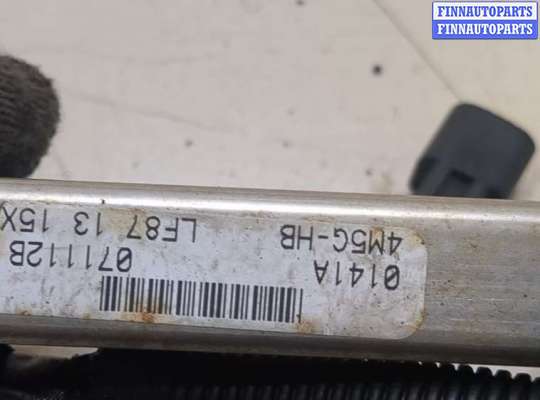 FINNAUTOPARTS
FINNAUTOPARTS
0141A
071112B
4M5G-HB
LF87 13 15X